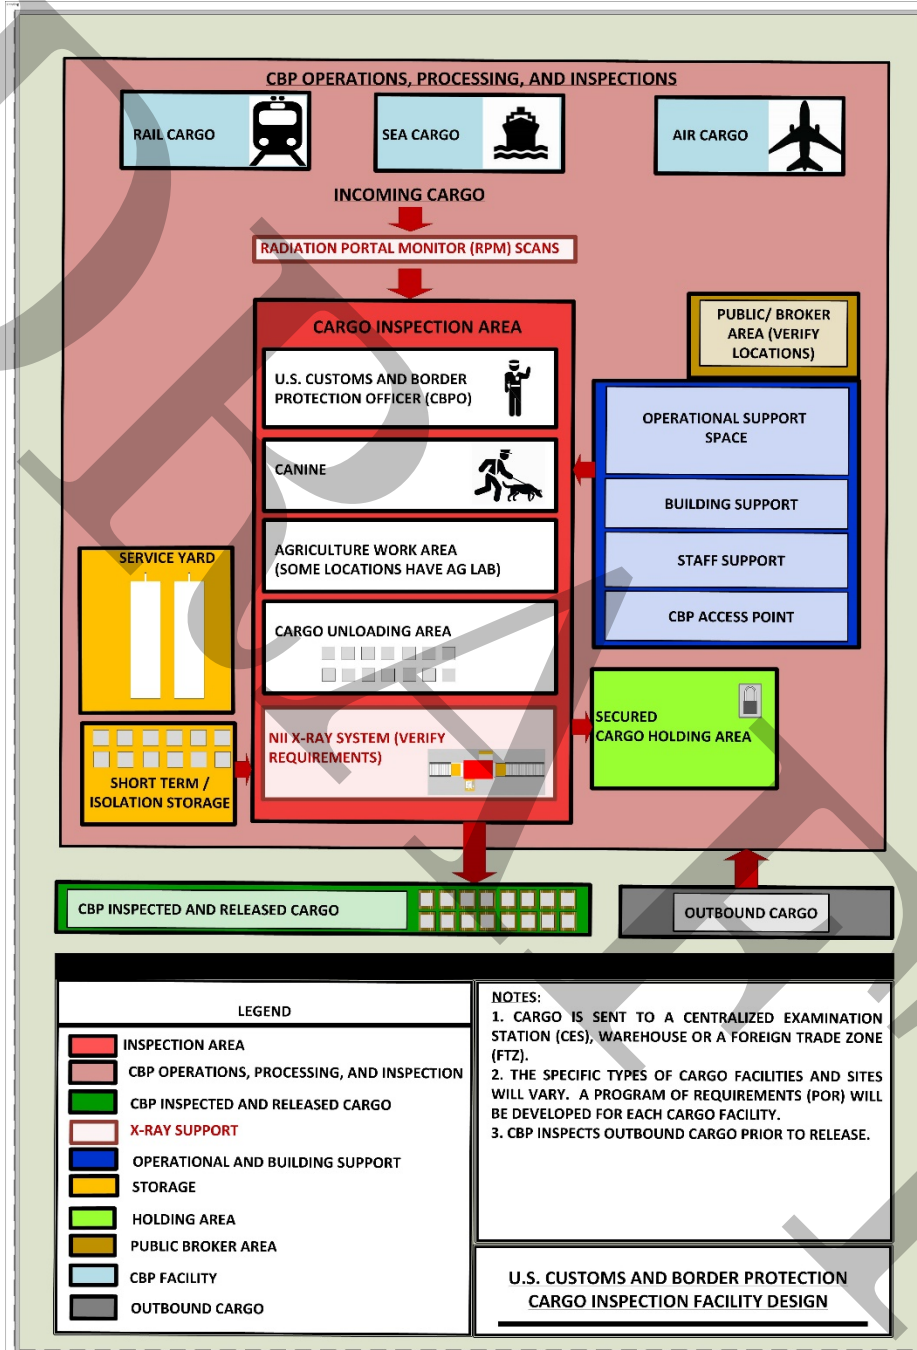 CBP OPERATIONS, PROCESSING, AND INSPECTIONS
RAIL CARGO
SEA CARGO
AIR CARGO
INCOMING CARGO
RADIATION PORTAL MONITOR (RPM) SCANS
CARGO INSPECTION AREA
U.S. CUSTOMS AND BORDER
PROTECTION OFFICER (CBPO)
CANINE
AGRICULTURE WORK AREA
(SOME LOCATIONS HAVE AG LAB)
CARGO UNLOADING AREA
NII X-RAY SYSTEM (VERIFY
REQUIREMENTS)
PUBLIC/ BROKER
AREA (VERIFY
LOCATIONS)
OPERATIONAL SUPPORT
SPACE
BUILDING SUPPORT
STAFF SUPPORT
CBP ACCESS POINT
SERVICE YARD
SHORT TERM /
ISOLATION STORAGE
SECURED
CARGO HOLDING AREA
CBP INSPECTED AND RELEASED CARGO
OUTBOUND CARGO
LEGEND
INSPECTION AREA
CBP OPERATIONS, PROCESSING, AND INSPECTION
CBP INSPECTED AND RELEASED CARGO
X-RAY SUPPORT
OPERATIONAL AND BUILDING SUPPORT
STORAGE
HOLDING AREA
PUBLIC BROKER AREA
CBP FACILITY
OUTBOUND CARGO
NOTES:
1. CARGO IS SENT TO A CENTRALIZED EXAMINATION
STATION (CES), WAREHOUSE OR A FOREIGN TRADE ZONE
(FTZ).
2. THE SPECIFIC TYPES OF CARGO FACILITIES AND SITES
WILL VARY. A PROGRAM OF REQUIREMENTS (POR) WILL
BE DEVELOPED FOR EACH CARGO FACILITY.
3. CBP INSPECTS OUTBOUND CARGO PRIOR TO RELEASE.
U.S. CUSTOMS AND BORDER PROTECTION
CARGO INSPECTION FACILITY DESIGN